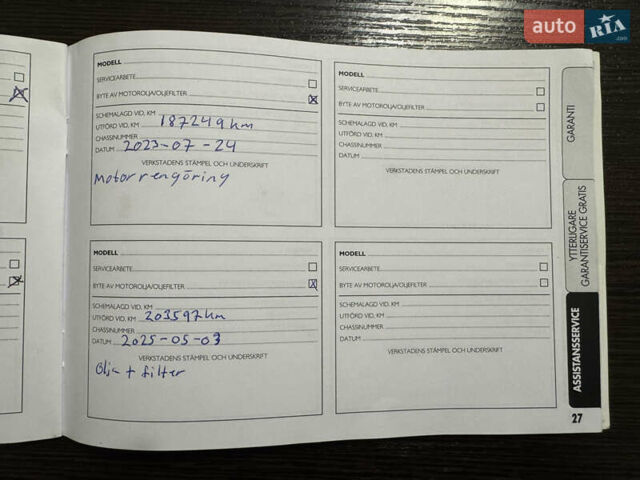 auto RIA .com
MODELL
SERVICEARBETE
BYTE AV MOTOROLJA/OLJEFILTER
SCHEMALAGD VID, KM
UTFÖRD VID, KM 187249 km
CHASSINUMMER
DATUM 2023-07-24
VERKSTADENS STÄMPEL OCH UNDERSKRIFT
Motorrengöring
MODELL
SERVICEARBETE
BYTE AV MOTOROLJA/OLJEFILTER
SCHEMALAGD VID, KM
UTFÖRD VID, KM
CHASSINUMMER
DATUM
VERKSTADENS STÄMPEL OCH UNDERSKRIFT
MODELL
SERVICEARBETE
BYTE AV MOTOROLJA/OLJEFILTER
SCHEMALAGD VID, KM
UTFÖRD VID, KM 203597 km
CHASSINUMMER
DATUM 2025-05-03
VERKSTADENS STÄMPEL OCH UNDERSKRIFT
Olja + filter
MODELL
SERVICEARBETE
BYTE AV MOTOROLJA/OLJEFILTER
SCHEMALAGD VID, KM
UTFÖRD VID, KM
CHASSINUMMER
DATUM
VERKSTADENS STÄMPEL OCH UNDERSKRIFT
GARANTI
YTTERLIGARE
GARANTISERVICE GRATIS
ASSISTANSSERVICE
27